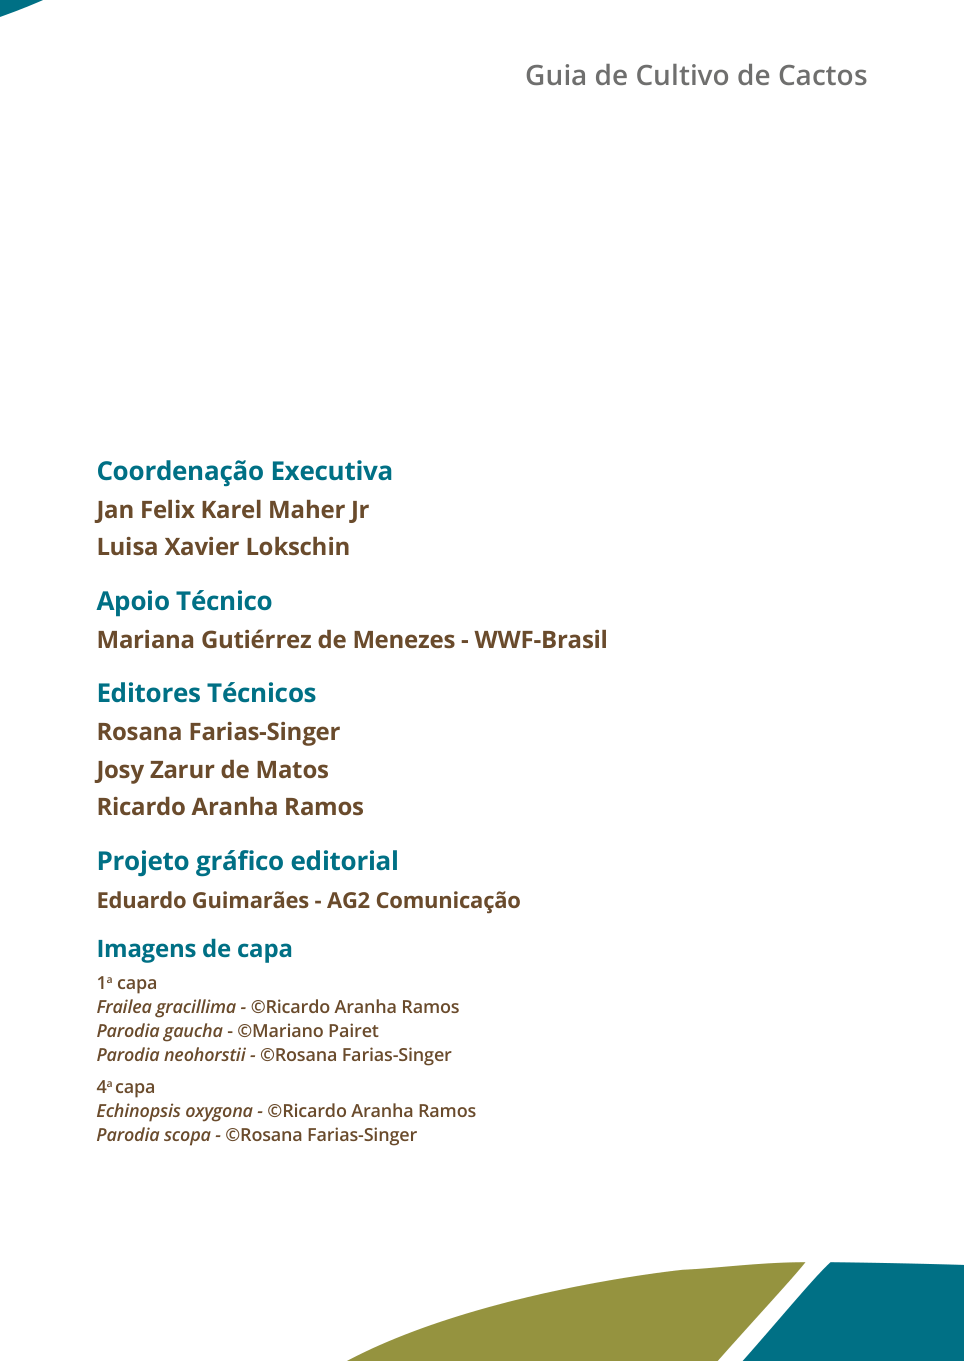 Guia de Cultivo de Cactos
Coordenação Executiva
Jan Felix Karel Maher Jr
Luisa Xavier Lokschin
Apoio Técnico
Mariana Gutiérrez de Menezes - WWF-Brasil
Editores Técnicos
Rosana Farias-Singer
Josy Zarur de Matos
Ricardo Aranha Ramos
Projeto gráfico editorial
Eduardo Guimarães - AG2 Comunicação
Imagens de capa
1ª capa
Frailea gracillima - ©Ricardo Aranha Ramos
Parodia gaucha - ©Mariano Pairet
Parodia neohorstii - ©Rosana Farias-Singer
4ª capa
Echinopsis oxygona - ©Ricardo Aranha Ramos
Parodia scopa - ©Rosana Farias-Singer